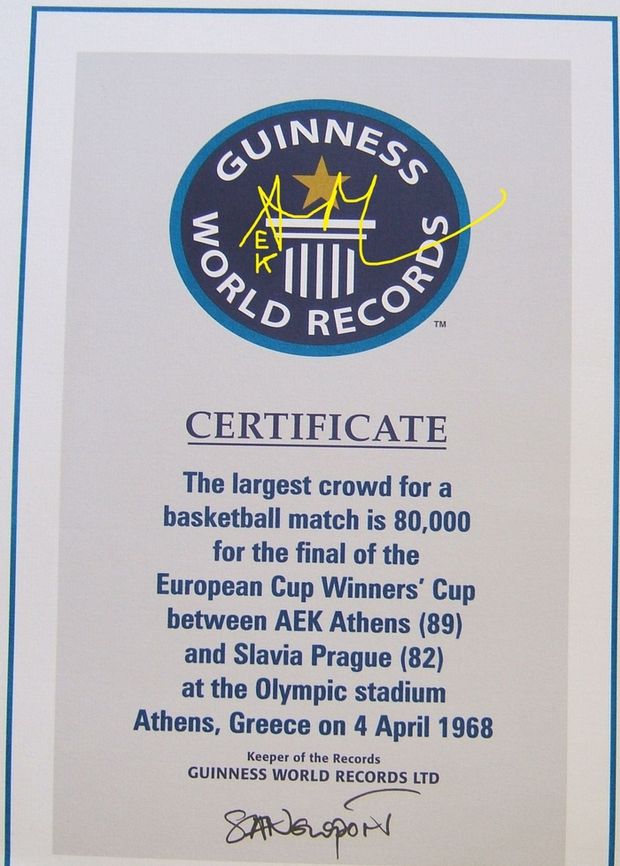 GUINNESS
WORLD RECORDS
TM
E
K
CERTIFICATE
The largest crowd for a
basketball match is 80,000
for the final of the
European Cup Winners’ Cup
between AEK Athens (89)
and Slavia Prague (82)
at the Olympic stadium
Athens, Greece on 4 April 1968
Keeper of the Records
GUINNESS WORLD RECORDS LTD